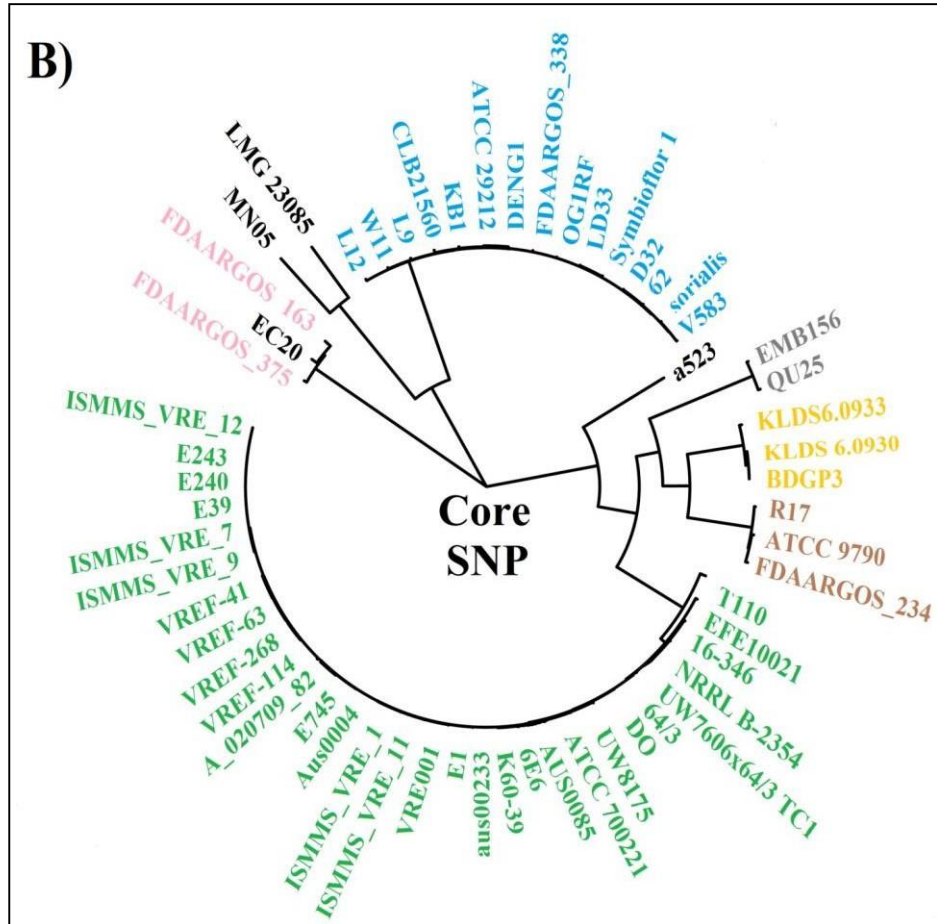 B)
LMG 23085
MN05
FDAARGOS_163
EC20
FDAARGOS_375
L12
W11
L9
CLB21560
KB1
ATCC 29212
DENG1
FDAARGOS_338
OG1RF
LD33
Symbioflor 1
D32
62
sorialis
V583
a523
EMB156
QU25
KLDS6.0933
KLDS 6.0930
BDGP3
R17
ATCC 9790
FDAARGOS_234
T110
EFE10021
16-346
NRRL B-2354
UW7606x64/3 TC1
64/3
DO
UW8175
ATCC 700221
AUS0085
6E6
K60-39
aus00233
E1
VRE001
ISMMS_VRE_11
ISMMS_VRE_1
Aus0004
E745
A_020709_82
VREF-114
VREF-268
VREF-63
VREF-41
ISMMS_VRE_9
ISMMS_VRE_7
E39
E240
E243
ISMMS_VRE_12
Core
SNP